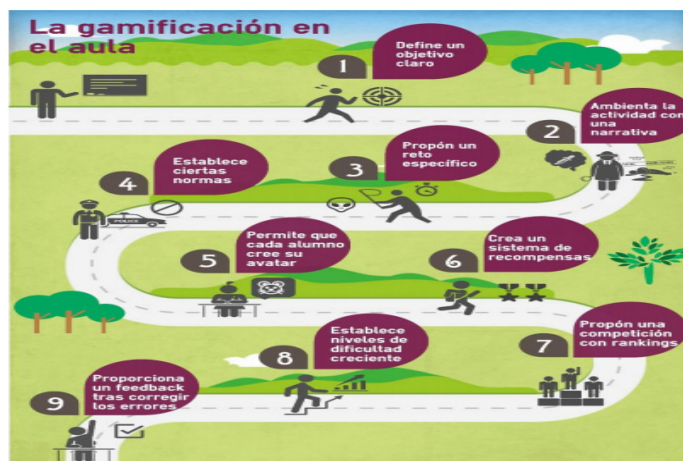 La gamificación en
el aula
1
Define un
objetivo
claro
2
Ambienta la
actividad con
una
narrativa
3
Propón un
reto
específico
4
Establece
ciertas
normas
POLICE
5
Permite que
cada alumno
cree su
avatar
6
Crea un
sistema de
recompensas
7
Propón una
competición
con rankings
8
Establece
niveles de
dificultad
creciente
9
Proporciona
un feedback
tras corregir
los errores